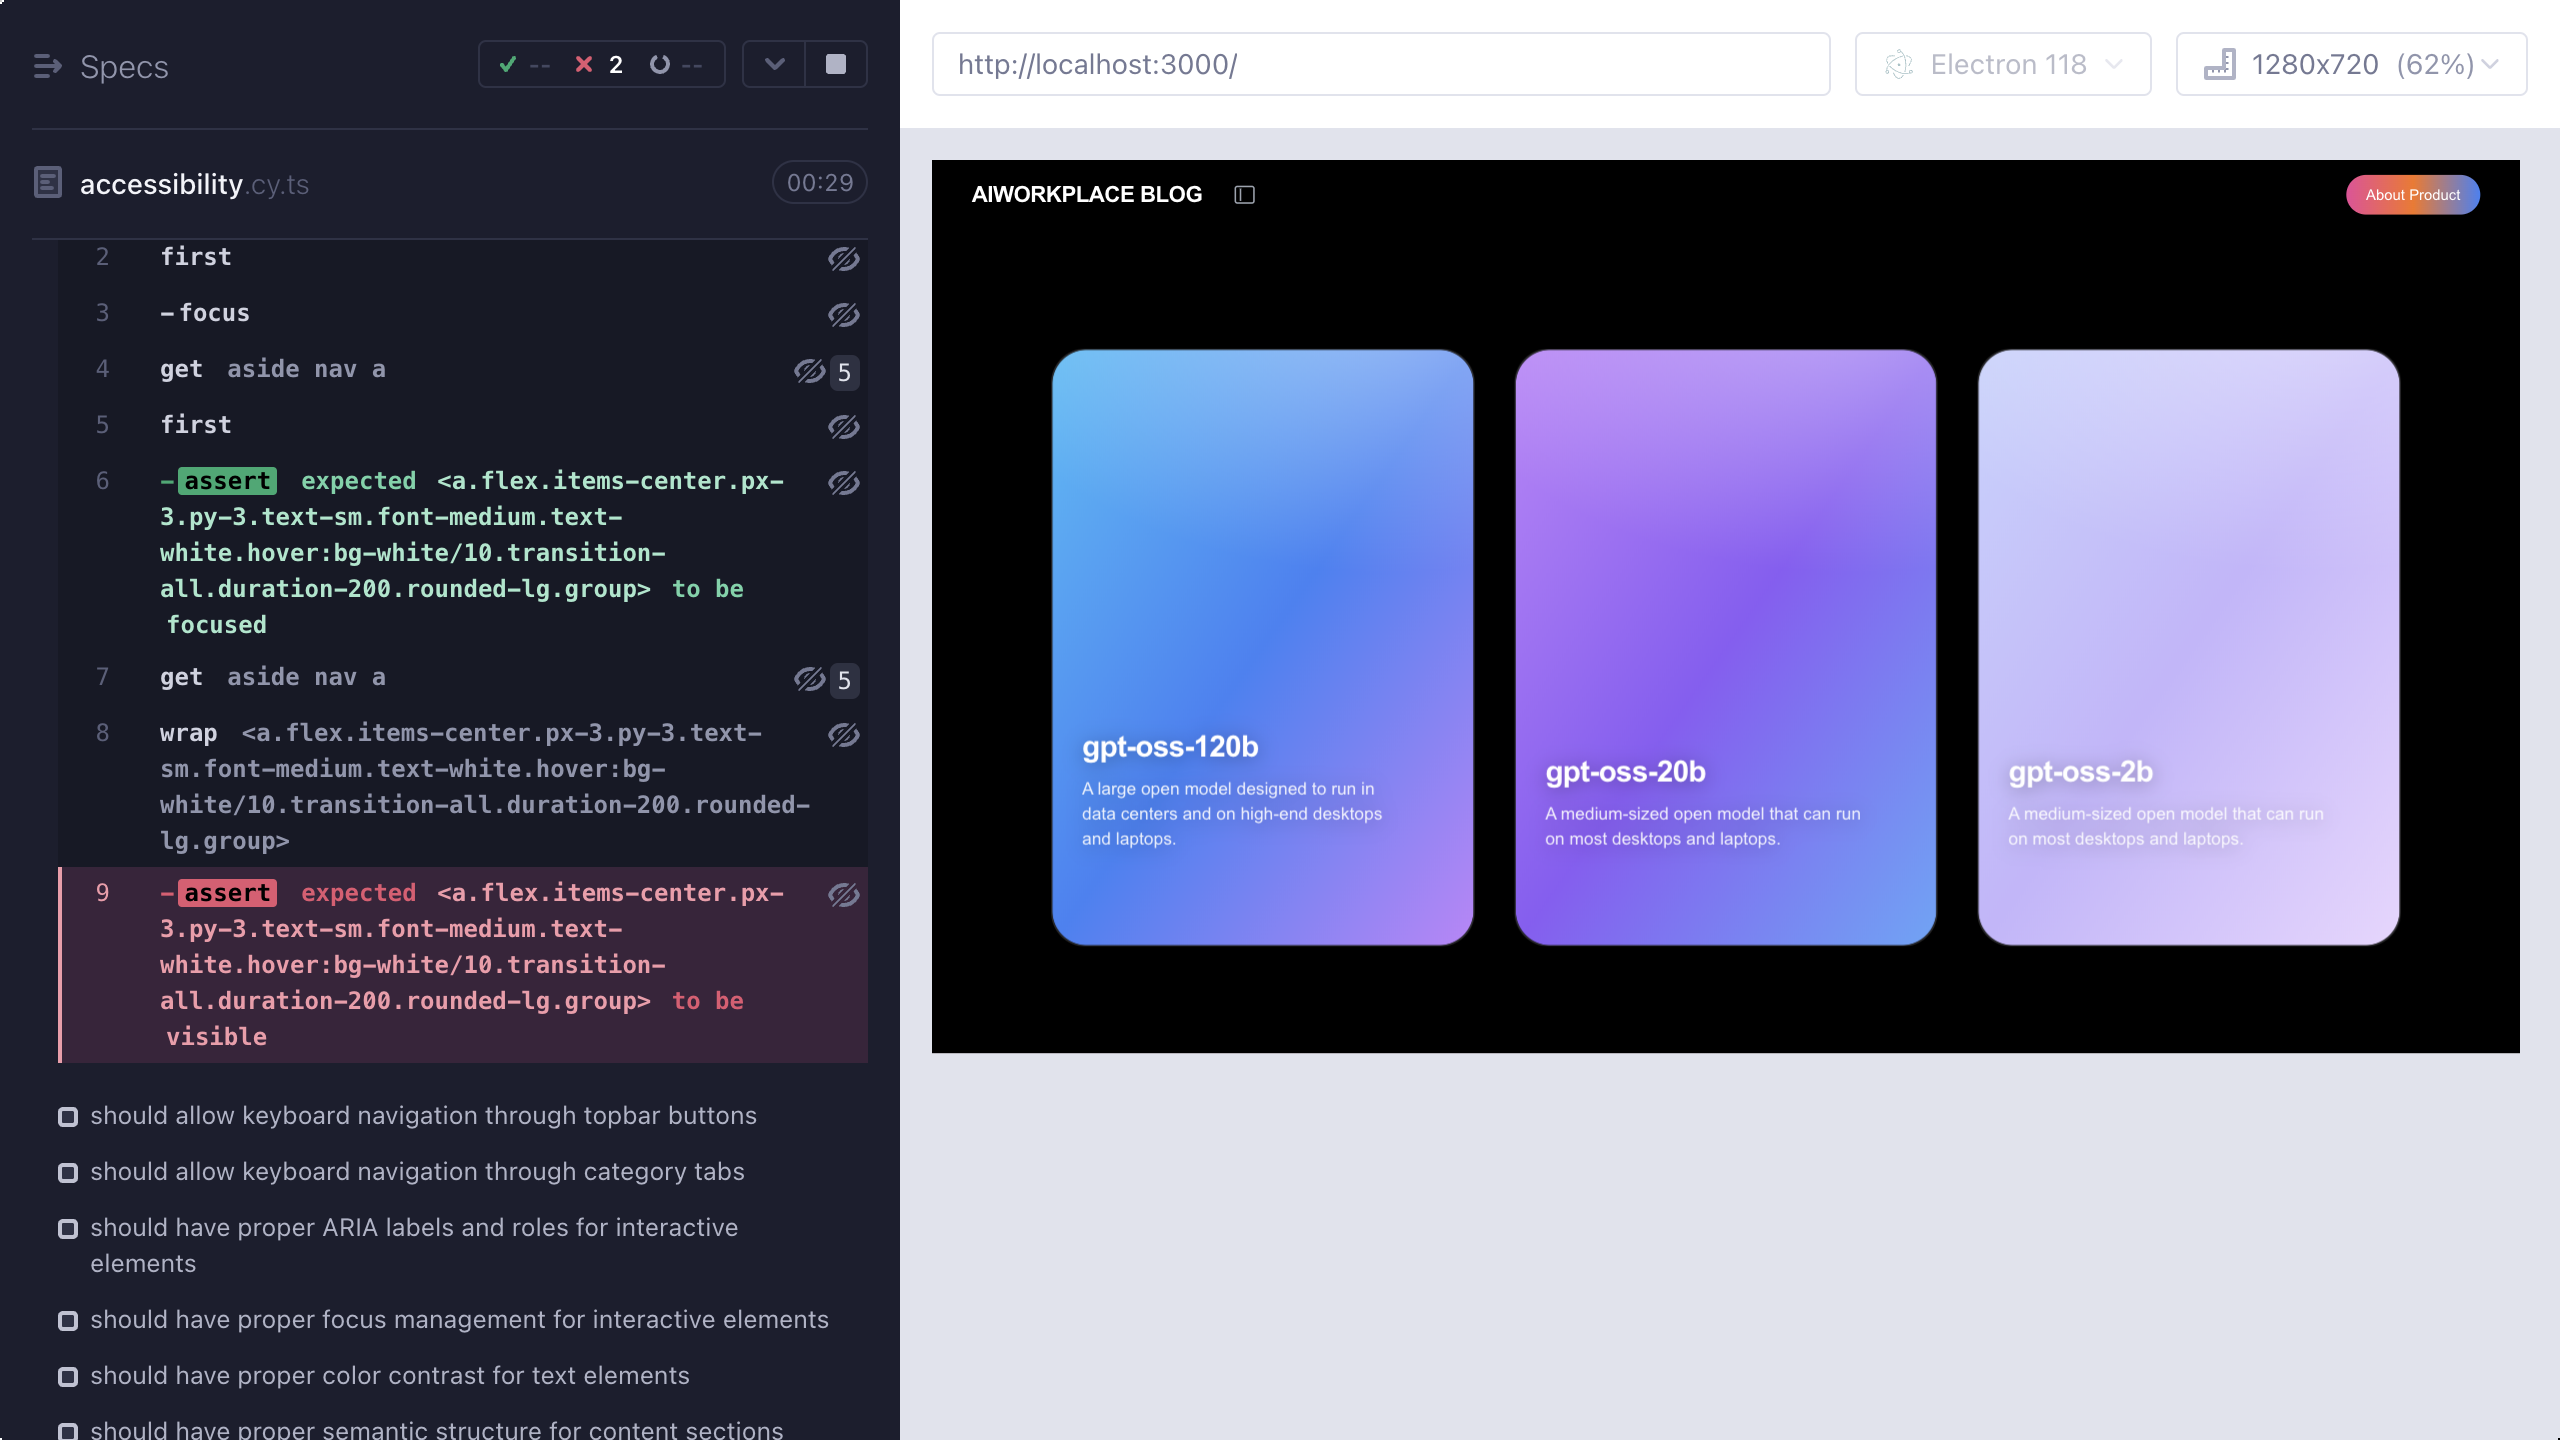 Specs
-- 2 --
accessibility.cy.ts 00:29
2 first
3 -focus
4 get aside nav a 5
5 first
6 -assert expected <a.flex.items-center.px-
3.py-3.text-sm.font-medium.text-
white.hover:bg-white/10.transition-
all.duration-200.rounded-lg.group> to be
focused
7 get aside nav a 5
8 wrap <a.flex.items-center.px-3.py-3.text-
sm.font-medium.text-white.hover:bg-
white/10.transition-all.duration-200.rounded-
lg.group>
9 -assert expected <a.flex.items-center.px-
3.py-3.text-sm.font-medium.text-
white.hover:bg-white/10.transition-
all.duration-200.rounded-lg.group> to be
visible
should allow keyboard navigation through topbar buttons
should allow keyboard navigation through category tabs
should have proper ARIA labels and roles for interactive
elements
should have proper focus management for interactive elements
should have proper color contrast for text elements
should have proper semantic structure for content sections
http://localhost:3000/
Electron 118
1280x720 (62%)
AIWORKPLACE BLOG
About Product
gpt-oss-120b
A large open model designed to run in
data centers and on high-end desktops
and laptops.
gpt-oss-20b
A medium-sized open model that can run
on most desktops and laptops.
gpt-oss-2b
A medium-sized open model that can run
on most desktops and laptops.